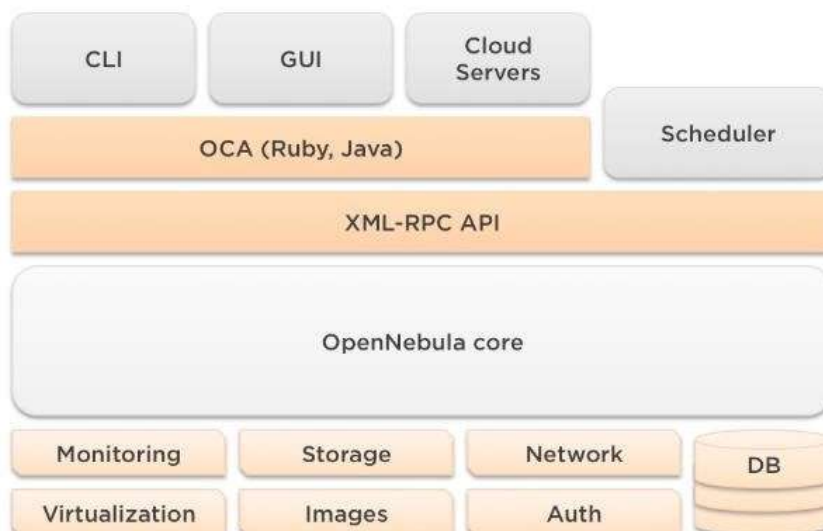 CLI
GUI
Cloud
Servers
OCA (Ruby, Java)
Scheduler
XML-RPC API
OpenNebula core
Monitoring
Storage
Network
DB
Virtualization
Images
Auth